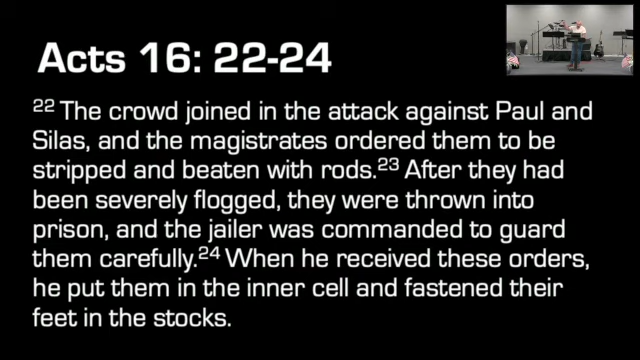 Acts 16: 22-24
22 The crowd joined in the attack against Paul and
Silas, and the magistrates ordered them to be
stripped and beaten with rods.23 After they had
been severely flogged, they were thrown into
prison, and the jailer was commanded to guard
them carefully.24 When he received these orders,
he put them in the inner cell and fastened their
feet in the stocks.